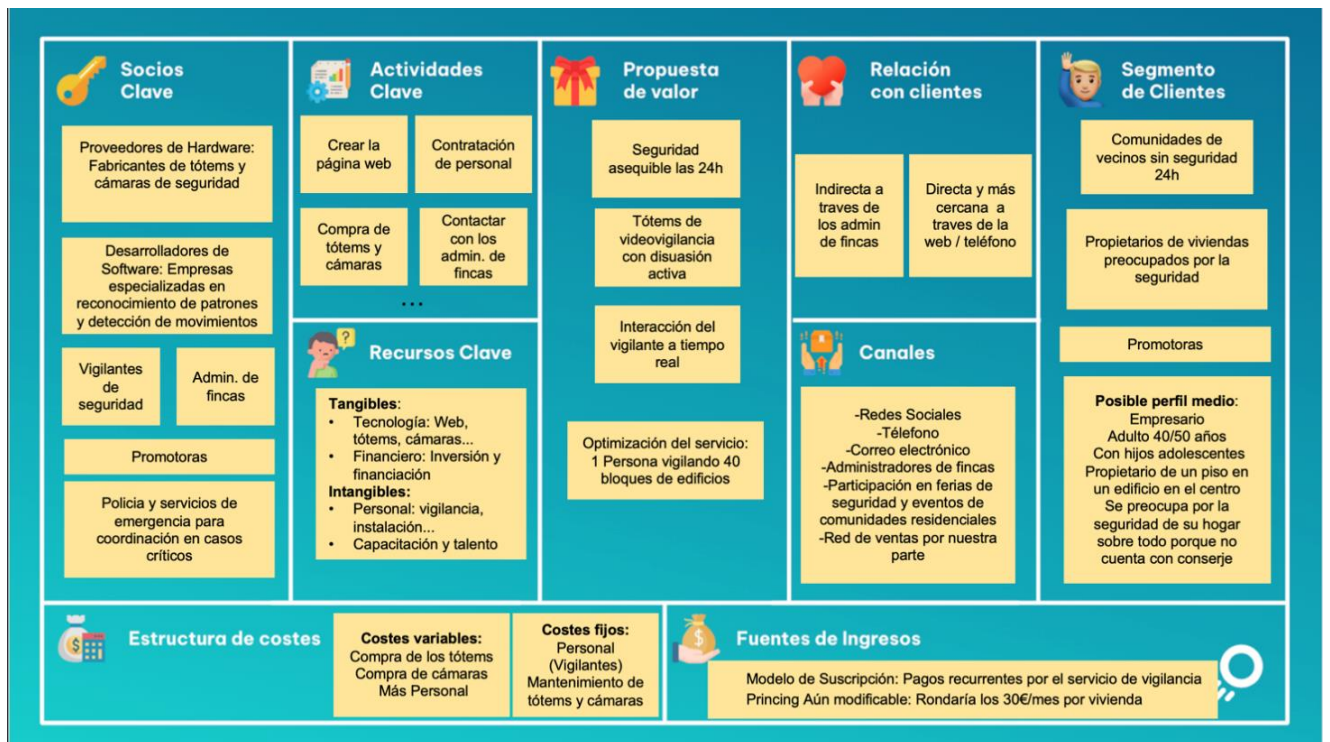 Socios
Clave
Proveedores de Hardware:
Fabricantes de tótems y
cámaras de seguridad
Desarrolladores de
Software: Empresas
especializadas en
reconocimiento de patrones
y detección de movimientos
Vigilantes
de
seguridad
Admin. de
fincas
Promotoras
Policia y servicios de
emergencia para
coordinación en casos
críticos
Actividades
Clave
Crear la
página web
Contratación
de personal
Compra de
tótems y
cámaras
Contactar
con los
admin. de
fincas
...
?
Recursos Clave
Tangibles:
• Tecnología: Web,
tótems, cámaras...
• Financiero: Inversión y
financiación
Intangibles:
• Personal: vigilancia,
instalación...
• Capacitación y talento
Propuesta
de valor
Seguridad
asequible las 24h
Tótems de
videovigilancia
con disuasión
activa
Interacción del
vigilante a tiempo
real
Optimización del servicio:
1 Persona vigilando 40
bloques de edificios
Relación
con clientes
Indirecta a
traves de
los admin
de fincas
Directa y más
cercana a
traves de la
web / teléfono
Canales
-Redes Sociales
-Télefono
-Correo electrónico
-Administradores de fincas
-Participación en ferias de
seguridad y eventos de
comunidades residenciales
-Red de ventas por nuestra
parte
Segmento
de Clientes
Comunidades de
vecinos sin seguridad
24h
Propietarios de viviendas
preocupados por la
seguridad
Promotoras
Posible perfil medio:
Empresario
Adulto 40/50 años
Con hijos adolescentes
Propietario de un piso en
un edificio en el centro
Se preocupa por la
seguridad de su hogar
sobre todo porque no
cuenta con conserje
$
Estructura de costes
Costes variables:
Compra de los tótems
Compra de cámaras
Más Personal
Costes fijos:
Personal
(Vigilantes)
Mantenimiento de
tótems y cámaras
$
Fuentes de Ingresos
Modelo de Suscripción: Pagos recurrentes por el servicio de vigilancia
Princing Aún modificable: Rondaría los 30€/mes por vivienda